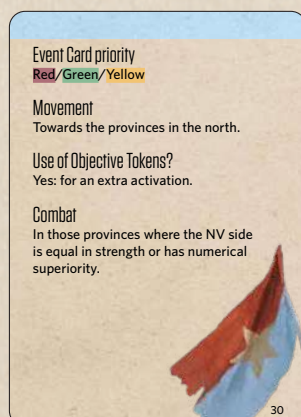 Event Card priority
Red/Green/Yellow
Movement
Towards the provinces in the north.
Use of Objective Tokens?
Yes: for an extra activation.
Combat
In those provinces where the NV side
is equal in strength or has numerical
superiority.
30